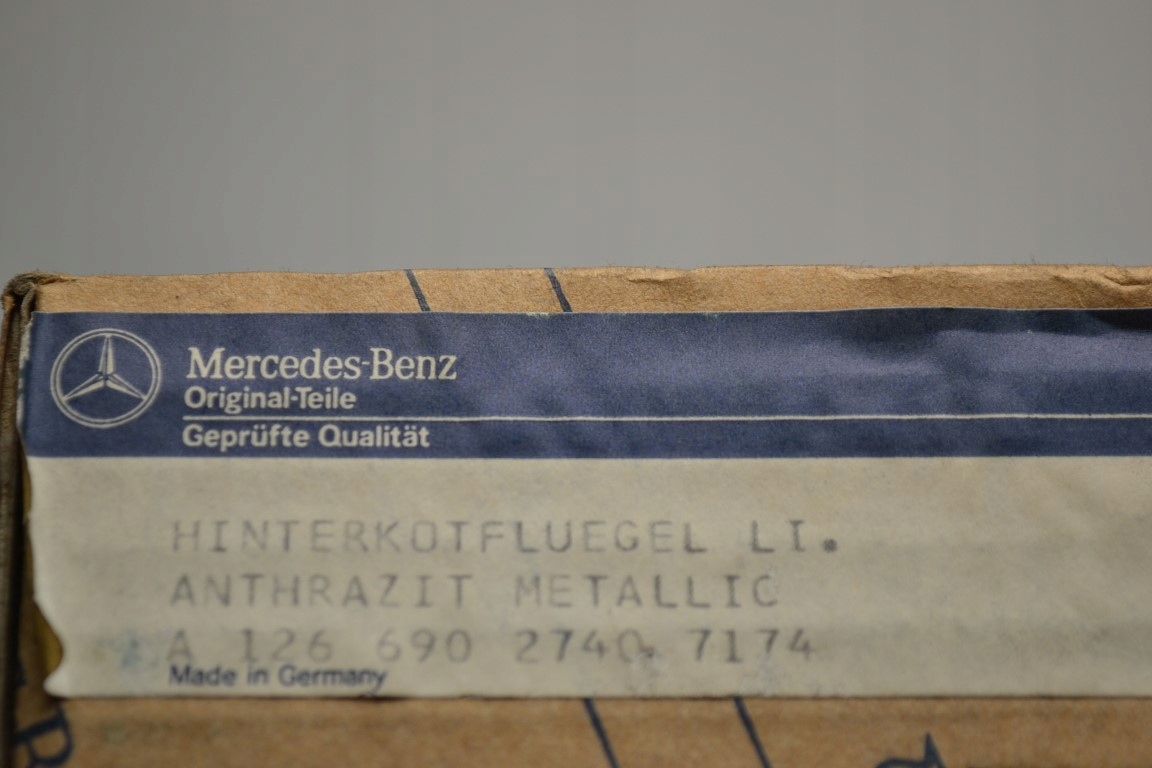 Mercedes-Benz
Original-Teile
Geprüfte Qualität
HINTERKOTFLUEGEL LI.
ANTHRAZIT METALLIC
A 126 690 2740 7174
Made in Germany